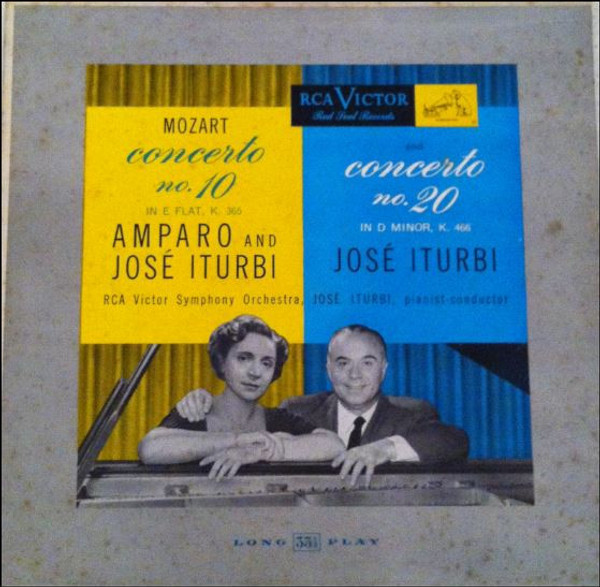 RCA VICTOR
Red Seal Records
MOZART
concerto
no. 10
IN E FLAT, K. 365
AMPARO AND
JOSÉ ITURBI
and
concerto
no. 20
IN D MINOR, K. 466
JOSÉ ITURBI
RCA Victor Symphony Orchestra, JOSÉ ITURBI, pianist-conductor
LONG 33⅓ PLAY